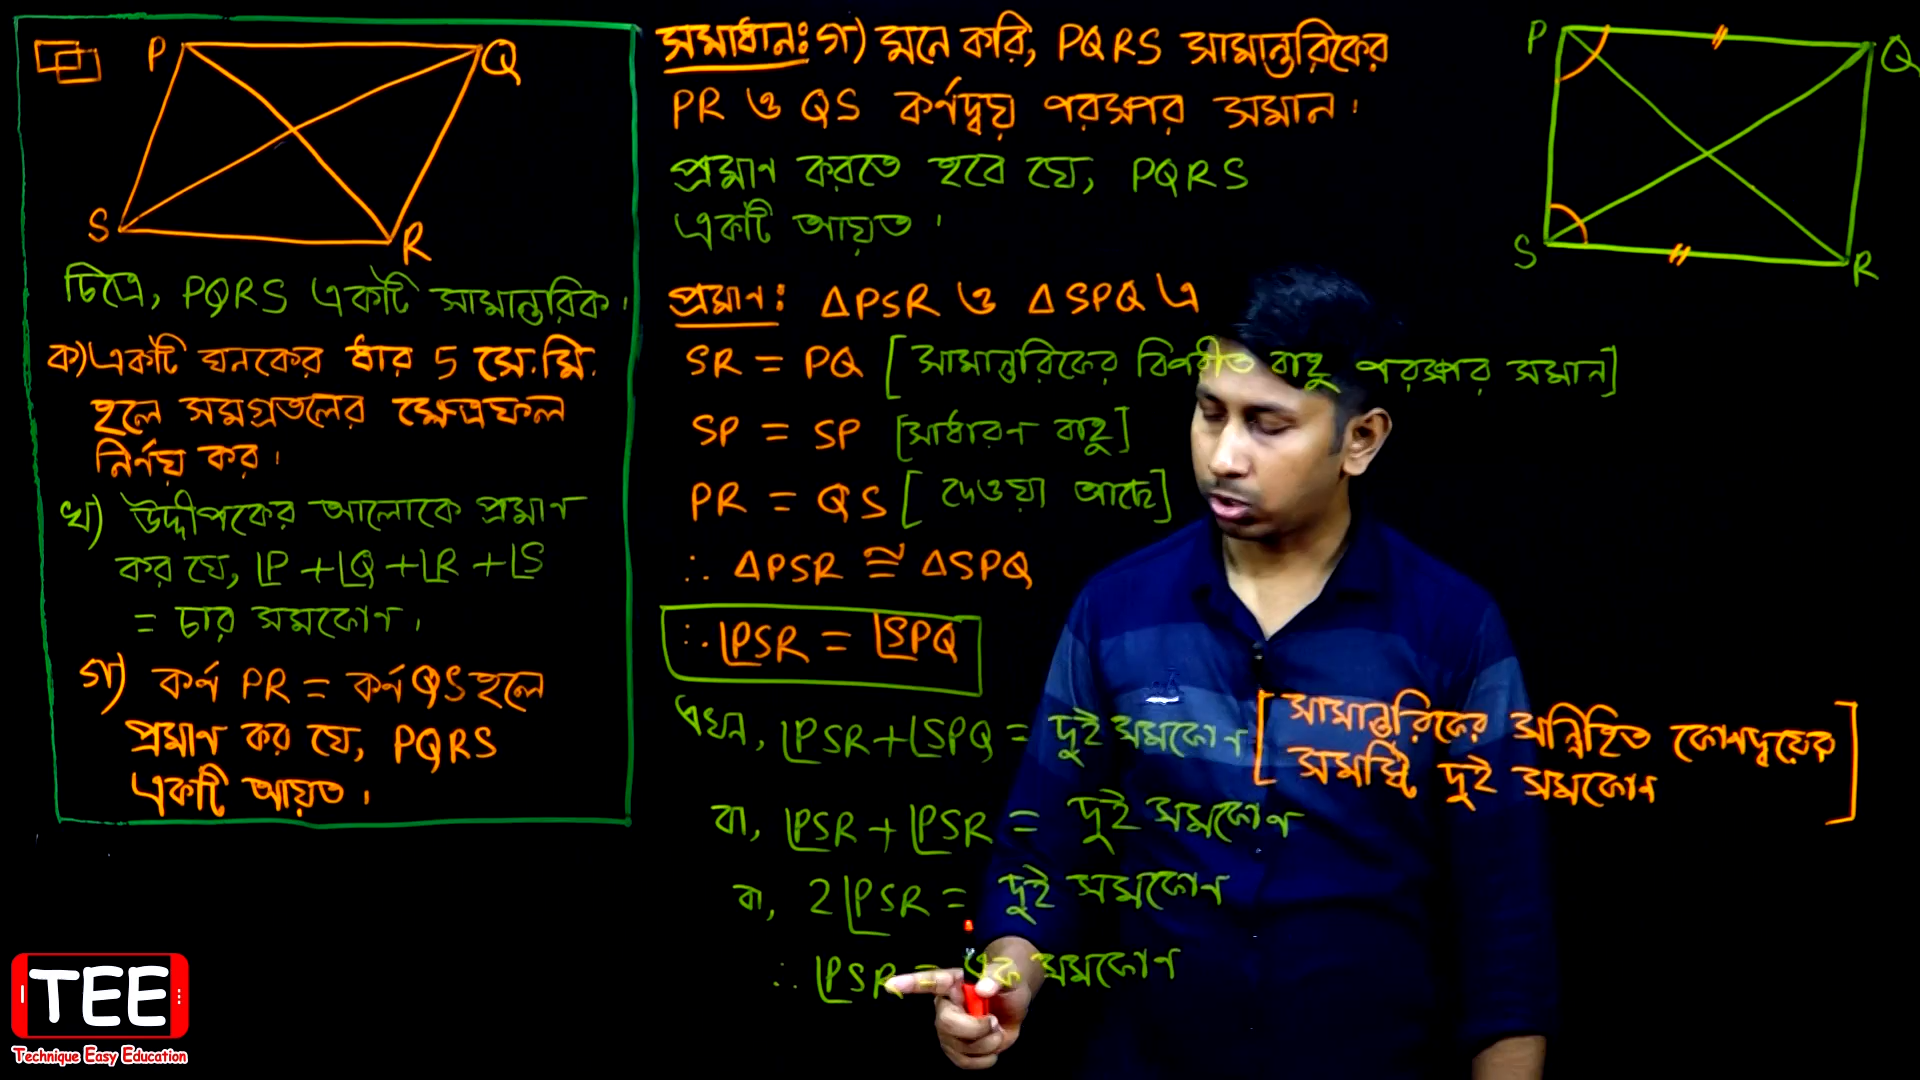 P
Q
S
R
চিত্রে, PQRS একটি সামান্তরিক।
ক) একটি ঘনকের ধার 5 সে.মি.
হলে সমগ্রতলের ক্ষেত্রফল
নির্ণয় কর।
খ) উদ্দীপকের আলোকে প্রমাণ
কর যে, ∠P + ∠Q + ∠R + ∠S
= চার সমকোণ।
গ) কর্ণ PR = কর্ণ QS হলে
প্রমাণ কর যে, PQRS
একটি আয়ত।
সমাধান: গ) মনে করি, PQRS সামান্তরিকের
PR ও QS কর্ণদ্বয় পরস্পর সমান।
প্রমাণ করতে হবে যে, PQRS
একটি আয়ত।
প্রমাণ: ΔPSR ও ΔSPQ এ
SR = PQ [সামান্তরিকের বিপরীত বাহু পরস্পর সমান]
SP = SP [সাধারণ বাহু]
PR = QS [দেওয়া আছে]
∴ ΔPSR ≅ ΔSPQ
∴ ∠PSR = ∠SPQ
এখন, ∠PSR + ∠SPQ = দুই সমকোণ [সামান্তরিকের সন্নিহিত কোণদ্বয়ের
সমষ্টি দুই সমকোণ]
বা, ∠PSR + ∠PSR = দুই সমকোণ
বা, 2∠PSR = দুই সমকোণ
∴ ∠PSR = এক সমকোণ
P
Q
S
R
TEE
Technique Easy Education